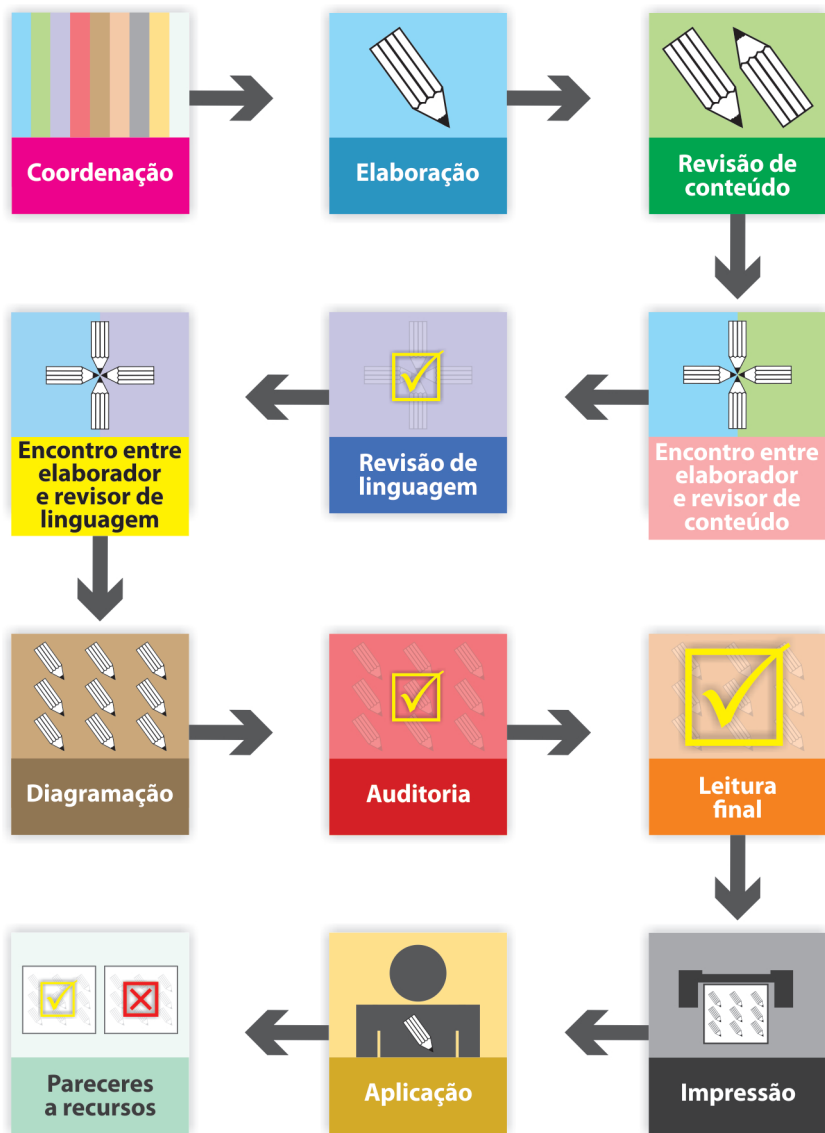 Coordenação
Elaboração
Revisão de
conteúdo
Encontro entre
elaborador
e revisor de
conteúdo
Revisão de
linguagem
Encontro entre
elaborador
e revisor de
linguagem
Diagramação
Auditoria
Leitura
final
Impressão
Aplicação
Pareceres
a recursos